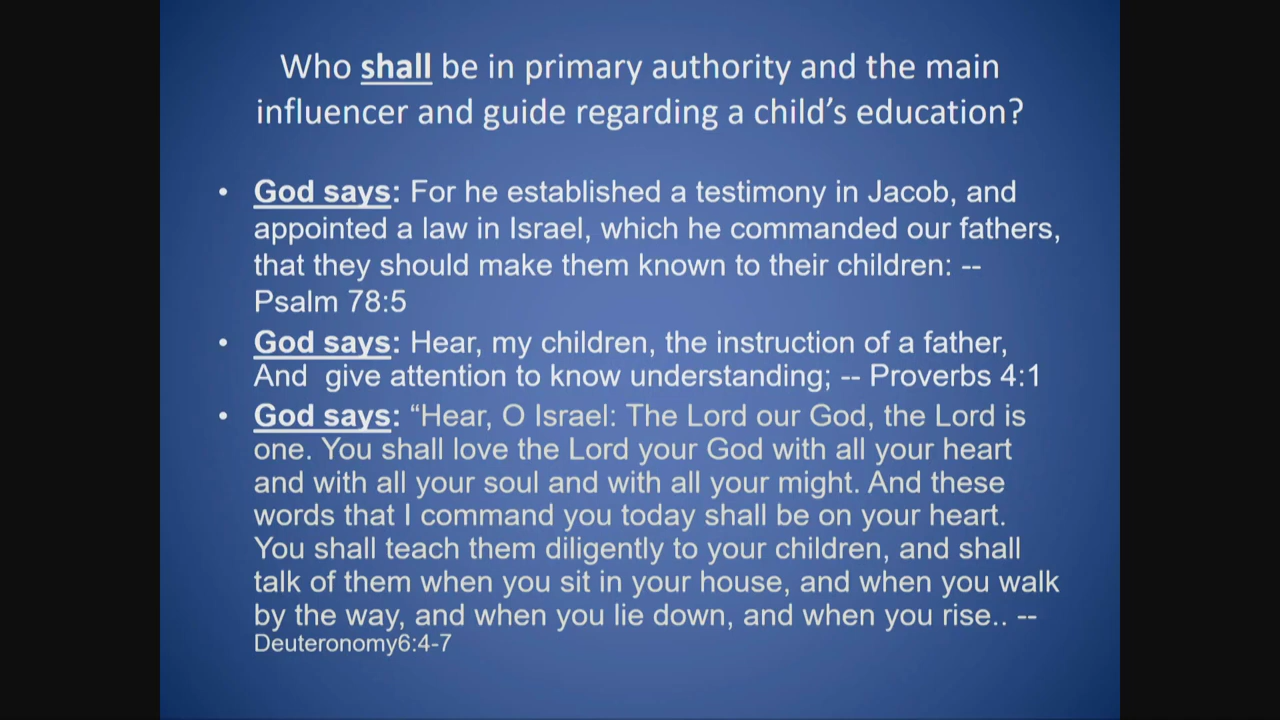 Who shall be in primary authority and the main
influencer and guide regarding a child’s education?
• God says: For he established a testimony in Jacob, and
appointed a law in Israel, which he commanded our fathers,
that they should make them known to their children: --
Psalm 78:5
• God says: Hear, my children, the instruction of a father,
And  give attention to know understanding; -- Proverbs 4:1
• God says: “Hear, O Israel: The Lord our God, the Lord is
one. You shall love the Lord your God with all your heart
and with all your soul and with all your might. And these
words that I command you today shall be on your heart.
You shall teach them diligently to your children, and shall
talk of them when you sit in your house, and when you walk
by the way, and when you lie down, and when you rise.. --
Deuteronomy6:4-7